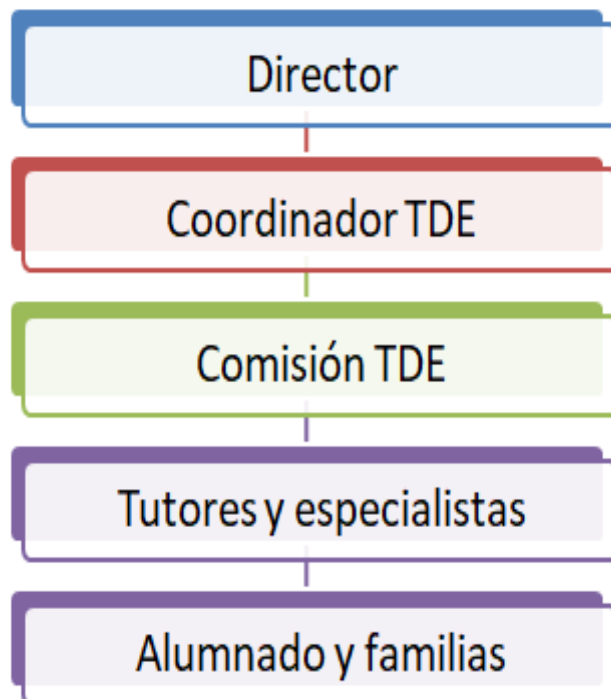 Director
Coordinador TDE
Comisión TDE
Tutores y especialistas
Alumnado y familias